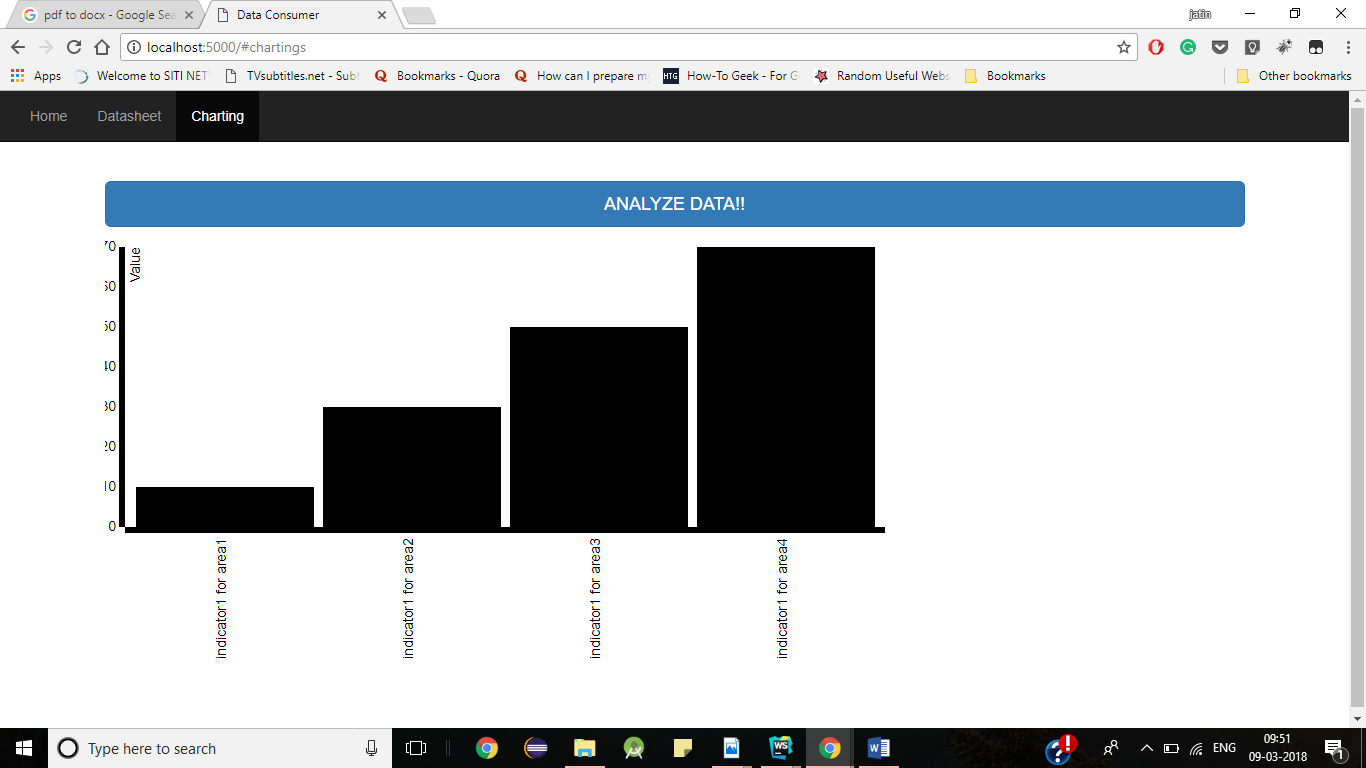 pdf to docx - Google Sea
Data Consumer
jatin
localhost:5000/#chartings
Apps
Welcome to SITI NET
TVsubtitles.net - Subt
Bookmarks - Quora
How can I prepare m
HTG
How-To Geek - For G
Random Useful Webs
Bookmarks
Other bookmarks
Home
Datasheet
Charting
ANALYZE DATA!!
Value
70
60
50
40
30
20
10
0
indicator1 for area1
indicator1 for area2
indicator1 for area3
indicator1 for area4
Type here to search
WS
ENG
09:51
09-03-2018
1